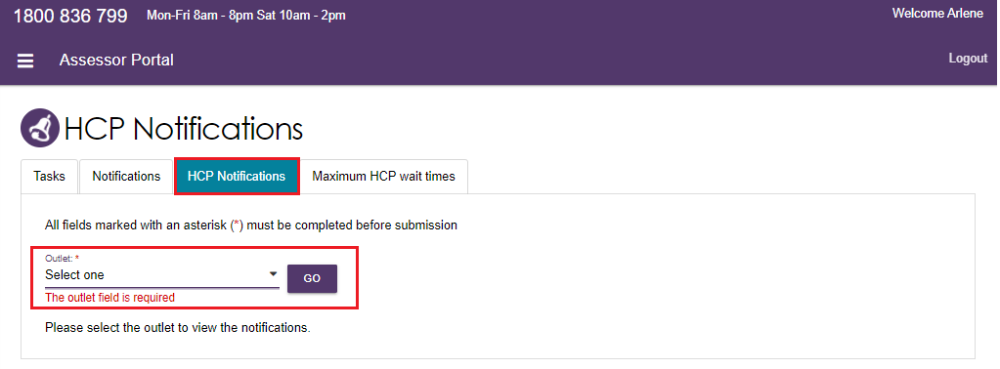 1800 836 799 Mon-Fri 8am - 8pm Sat 10am - 2pm Welcome Arlene
Assessor Portal Logout
HCP Notifications
Tasks Notifications HCP Notifications Maximum HCP wait times
All fields marked with an asterisk (*) must be completed before submission
Outlet: *
Select one GO
The outlet field is required
Please select the outlet to view the notifications.